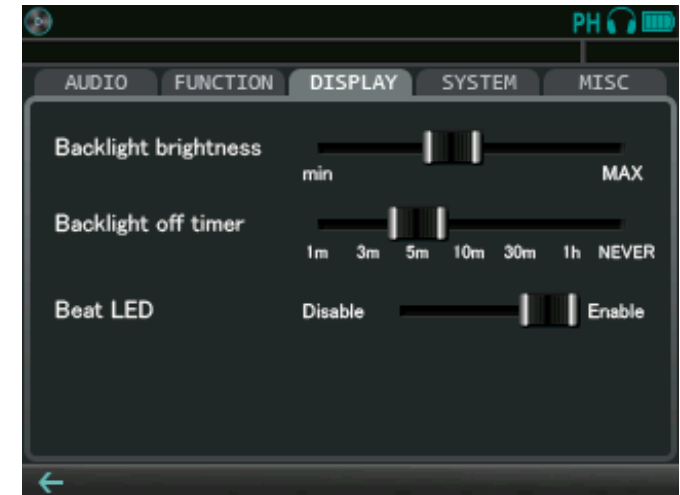 PH
AUDIO FUNCTION DISPLAY SYSTEM MISC
Backlight brightness
min MAX
Backlight off timer
1m 3m 5m 10m 30m 1h NEVER
Beat LED Disable Enable